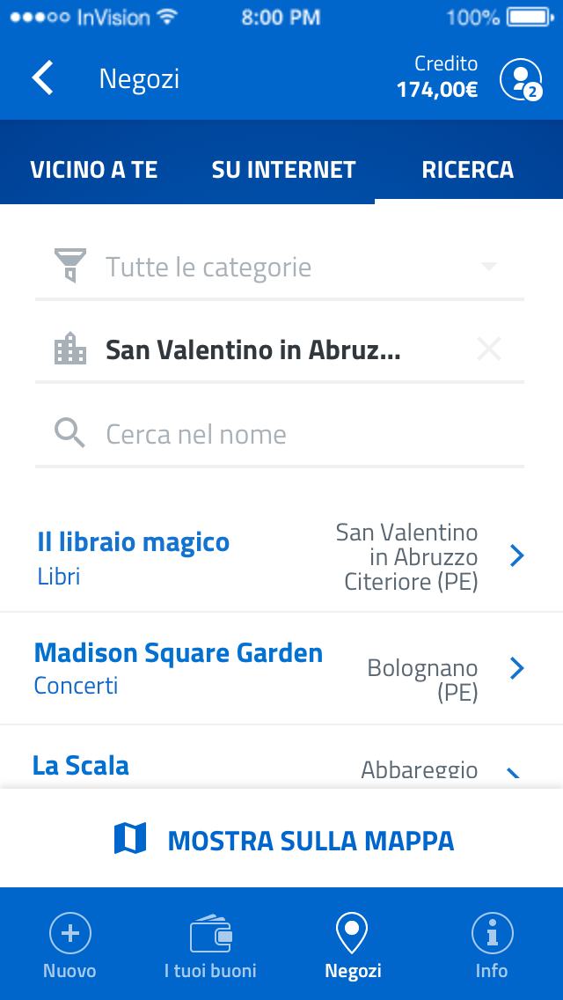 InVision 8:00 PM 100%
Negozi
Credito
174,00€
2
VICINO A TE SU INTERNET RICERCA
Tutte le categorie
San Valentino in Abruz...
Cerca nel nome
Il libraio magico
Libri
San Valentino
in Abruzzo
Citeriore (PE)
Madison Square Garden
Concerti
Bolognano
(PE)
La Scala
Abbareggio
MOSTRA SULLA MAPPA
Nuovo I tuoi buoni Negozi Info